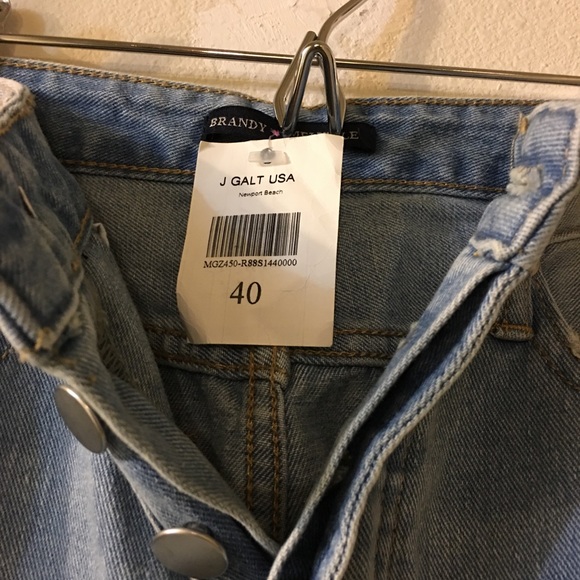 BRANDY
J GALT USA
Newport Beach
MGZ450-R88S1440000
40